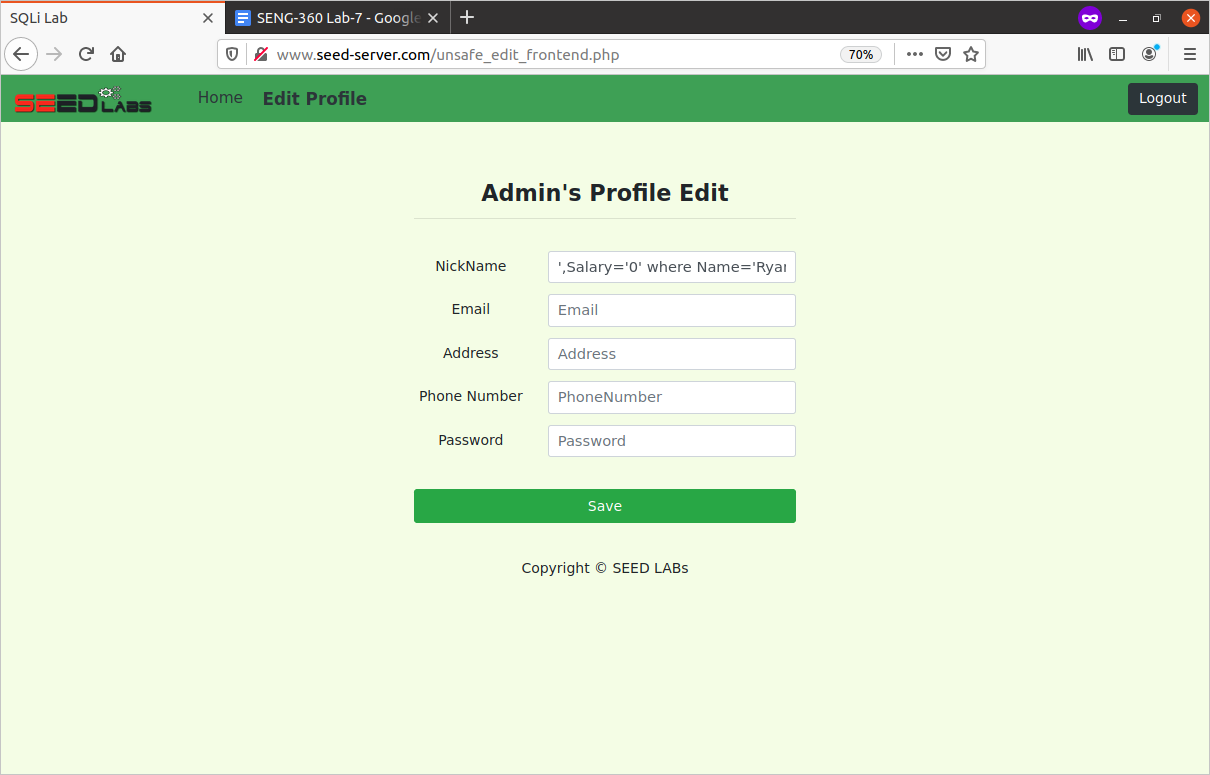 SQLi Lab
SENG-360 Lab-7 - Google
www.seed-server.com/unsafe_edit_frontend.php
70%
SEED LABS
Home
Edit Profile
Logout
Admin's Profile Edit
NickName
',Salary='0' where Name='Ryan
Email
Email
Address
Address
Phone Number
PhoneNumber
Password
Password
Save
Copyright © SEED LABs